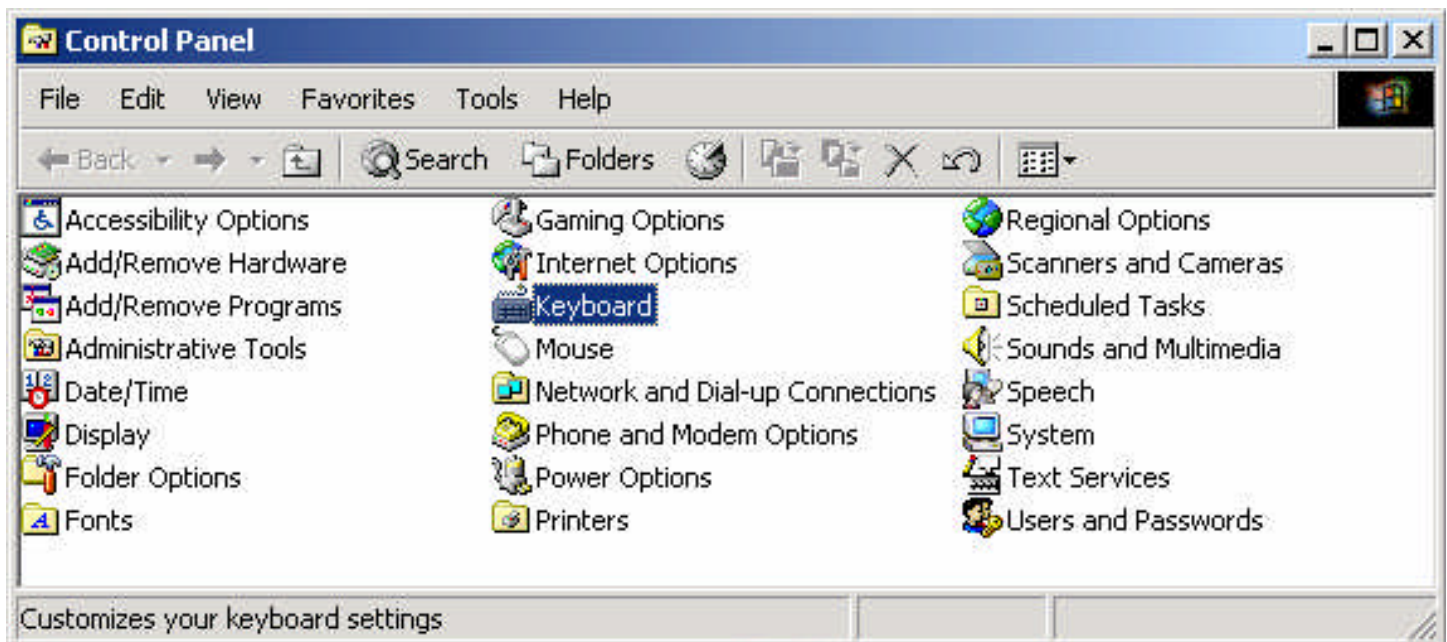 Control Panel
File Edit View Favorites Tools Help
Back Search Folders
Accessibility Options Gaming Options Regional Options
Add/Remove Hardware Internet Options Scanners and Cameras
Add/Remove Programs Keyboard Scheduled Tasks
Administrative Tools Mouse Sounds and Multimedia
Date/Time Network and Dial-up Connections Speech
Display Phone and Modem Options System
Folder Options Power Options Text Services
Fonts Printers Users and Passwords
Customizes your keyboard settings